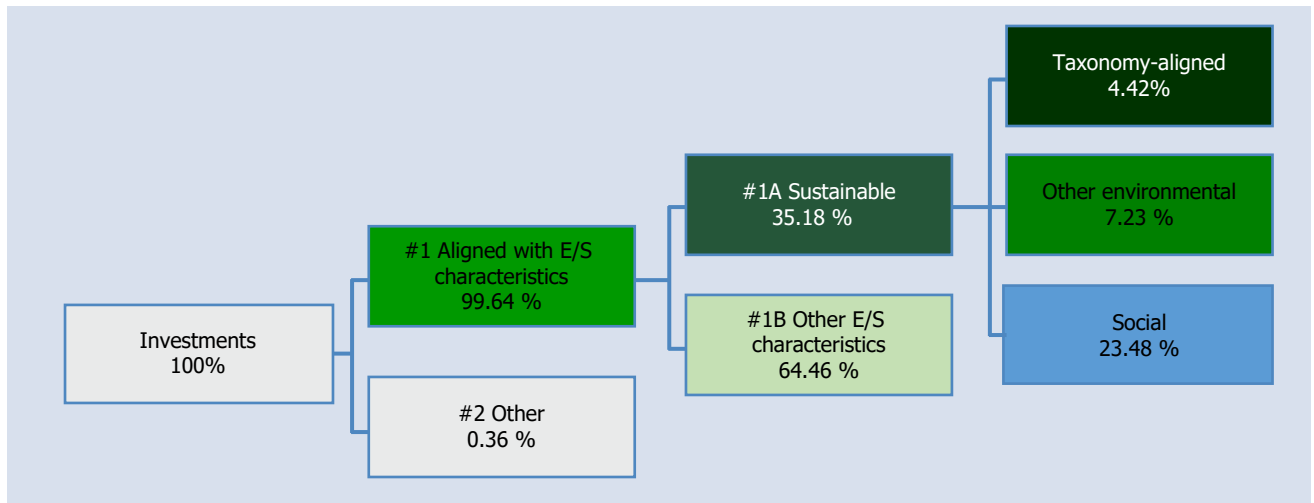 Investments
100%
#1 Aligned with E/S
characteristics
99.64 %
#2 Other
0.36 %
#1A Sustainable
35.18 %
#1B Other E/S
characteristics
64.46 %
Taxonomy-aligned
4.42%
Other environmental
7.23 %
Social
23.48 %